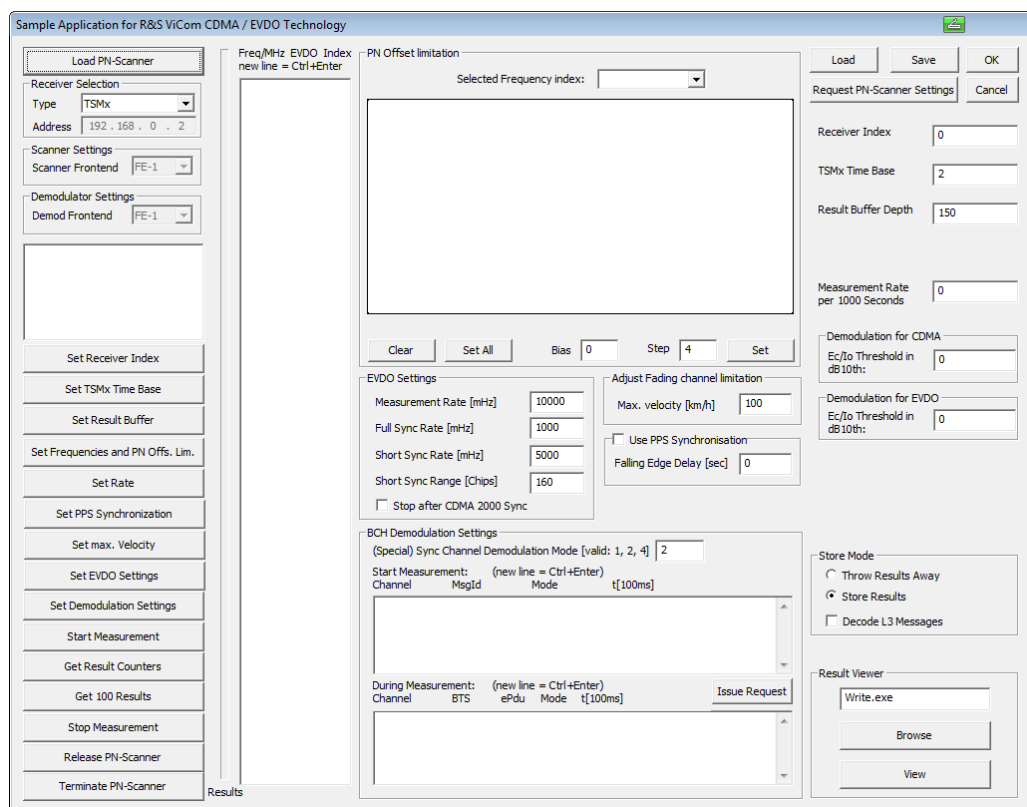 Sample Application for R&S ViCom CDMA / EVDO Technology
Load PN-Scanner
Receiver Selection
Type TSMx
Address 192 . 168 . 0 . 2
Scanner Settings
Scanner Frontend FE-1
Demodulator Settings
Demod Frontend FE-1
Set Receiver Index
Set TSMx Time Base
Set Result Buffer
Set Frequencies and PN Offs. Lim.
Set Rate
Set PPS Synchronization
Set max. Velocity
Set EVDO Settings
Set Demodulation Settings
Start Measurement
Get Result Counters
Get 100 Results
Stop Measurement
Release PN-Scanner
Terminate PN-Scanner
Results
Freq/MHz EVDO Index
new line = Ctrl+Enter
PN Offset limitation
Selected Frequency index:
Clear Set All Bias 0 Step 4 Set
EVDO Settings
Measurement Rate [mHz] 10000
Full Sync Rate [mHz] 1000
Short Sync Rate [mHz] 5000
Short Sync Range [Chips] 160
Stop after CDMA 2000 Sync
Adjust Fading channel limitation
Max. velocity [km/h] 100
Use PPS Synchronisation
Falling Edge Delay [sec] 0
BCH Demodulation Settings
(Special) Sync Channel Demodulation Mode [valid: 1, 2, 4] 2
Start Measurement: (new line = Ctrl+Enter)
Channel MsgId Mode t[100ms]
During Measurement: (new line = Ctrl+Enter)
Channel BTS ePdu Mode t[100ms]
Issue Request
Load Save OK
Request PN-Scanner Settings Cancel
Receiver Index 0
TSMx Time Base 2
Result Buffer Depth 150
Measurement Rate
per 1000 Seconds 0
Demodulation for CDMA
Ec/Io Threshold in
dB10th: 0
Demodulation for EVDO
Ec/Io Threshold in
dB10th: 0
Store Mode
Throw Results Away
Store Results
Decode L3 Messages
Result Viewer
Write.exe
Browse
View